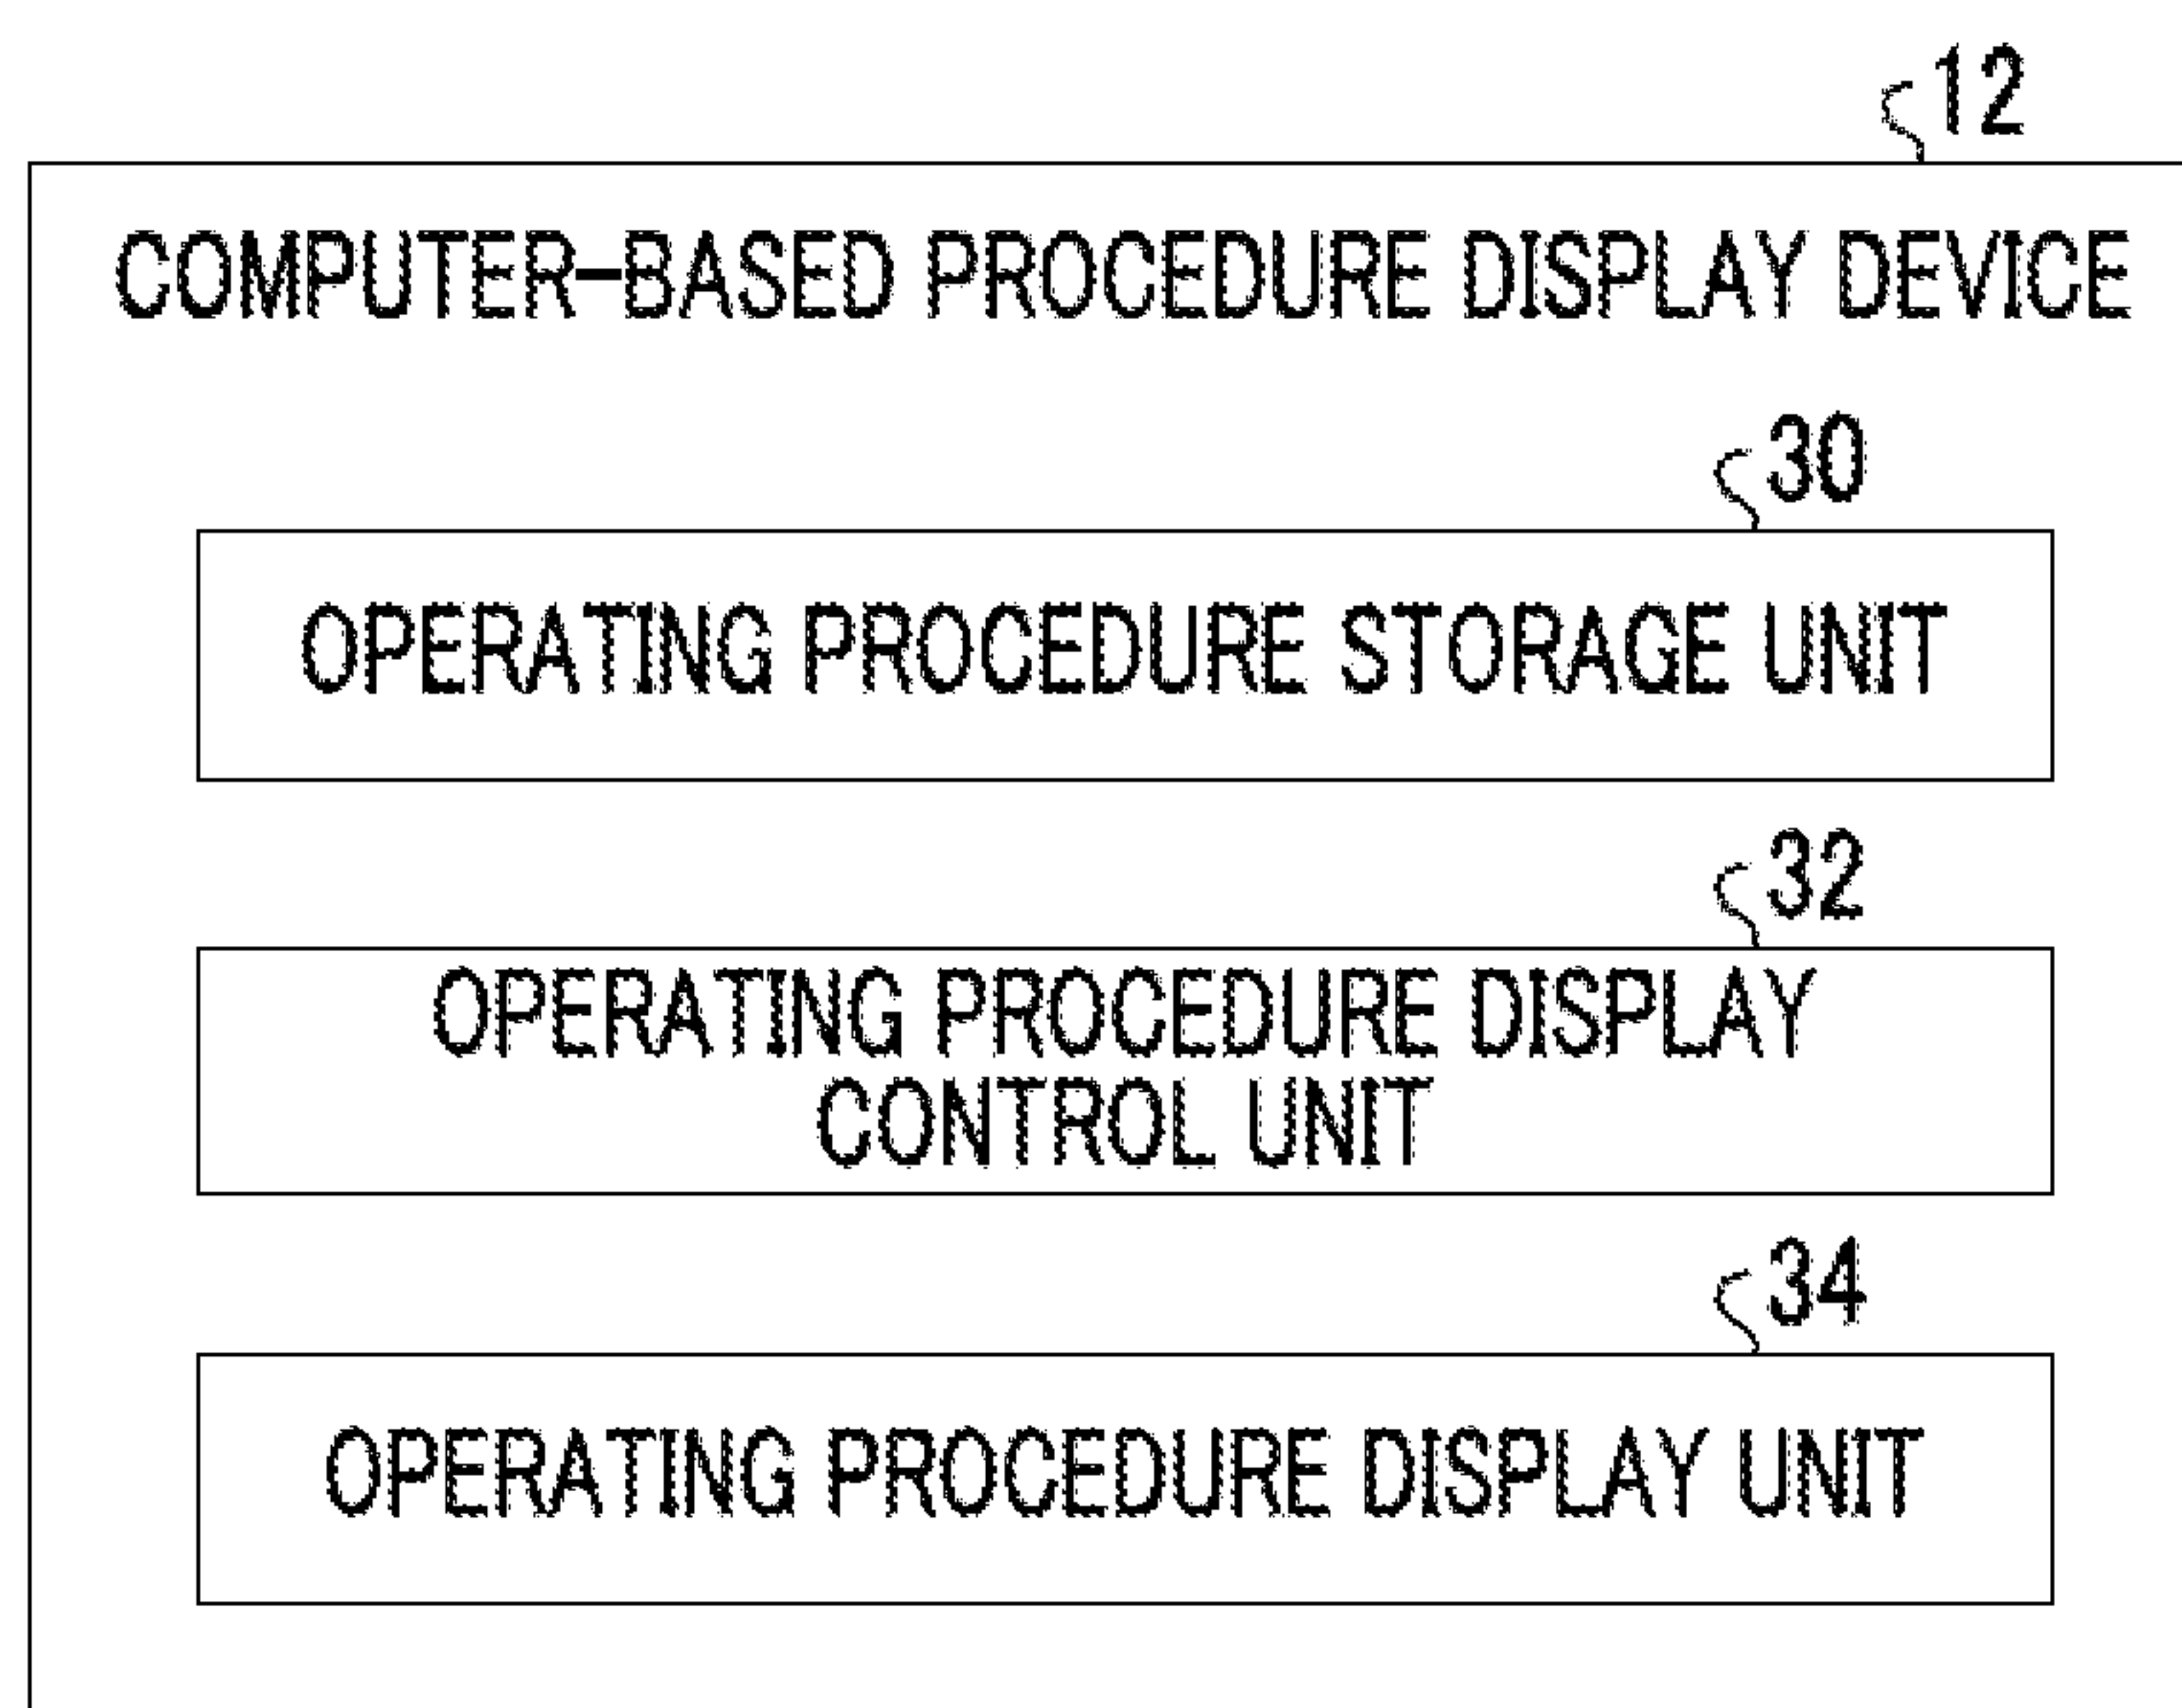 12
COMPUTER-BASED PROCEDURE DISPLAY DEVICE
30
OPERATING PROCEDURE STORAGE UNIT
32
OPERATING PROCEDURE DISPLAY
CONTROL UNIT
34
OPERATING PROCEDURE DISPLAY UNIT